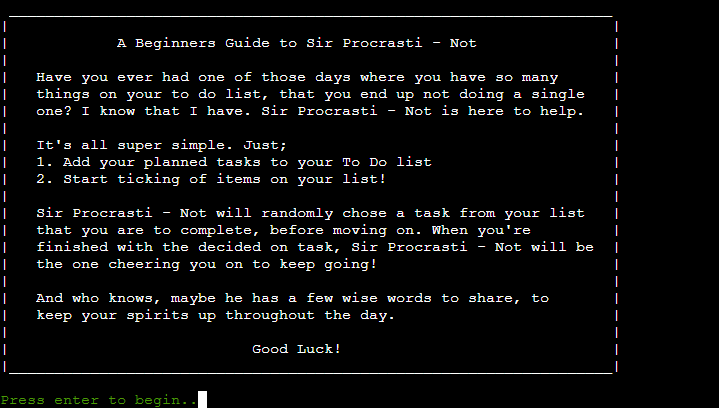 A Beginners Guide to Sir Procrasti - Not
Have you ever had one of those days where you have so many
things on your to do list, that you end up not doing a single
one? I know that I have. Sir Procrasti - Not is here to help.
It's all super simple. Just;
1. Add your planned tasks to your To Do list
2. Start ticking of items on your list!
Sir Procrasti - Not will randomly chose a task from your list
that you are to complete, before moving on. When you're
finished with the decided on task, Sir Procrasti - Not will be
the one cheering you on to keep going!
And who knows, maybe he has a few wise words to share, to
keep your spirits up throughout the day.
Good Luck!
Press enter to begin..